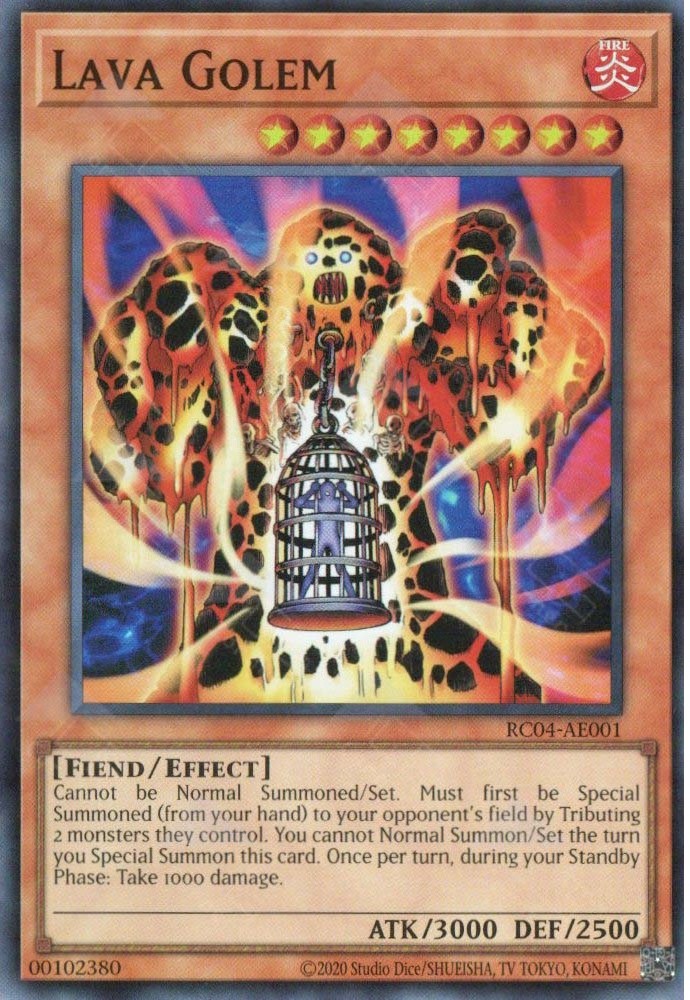 LAVA GOLEM
FIRE
炎
RC04-AE001
[FIEND/EFFECT]
Cannot be Normal Summoned/Set. Must first be Special
Summoned (from your hand) to your opponent's field by Tributing
2 monsters they control. You cannot Normal Summon/Set the turn
you Special Summon this card. Once per turn, during your Standby
Phase: Take 1000 damage.
ATK/3000 DEF/2500
00102380
©2020 Studio Dice/SHUEISHA, TV TOKYO, KONAMI